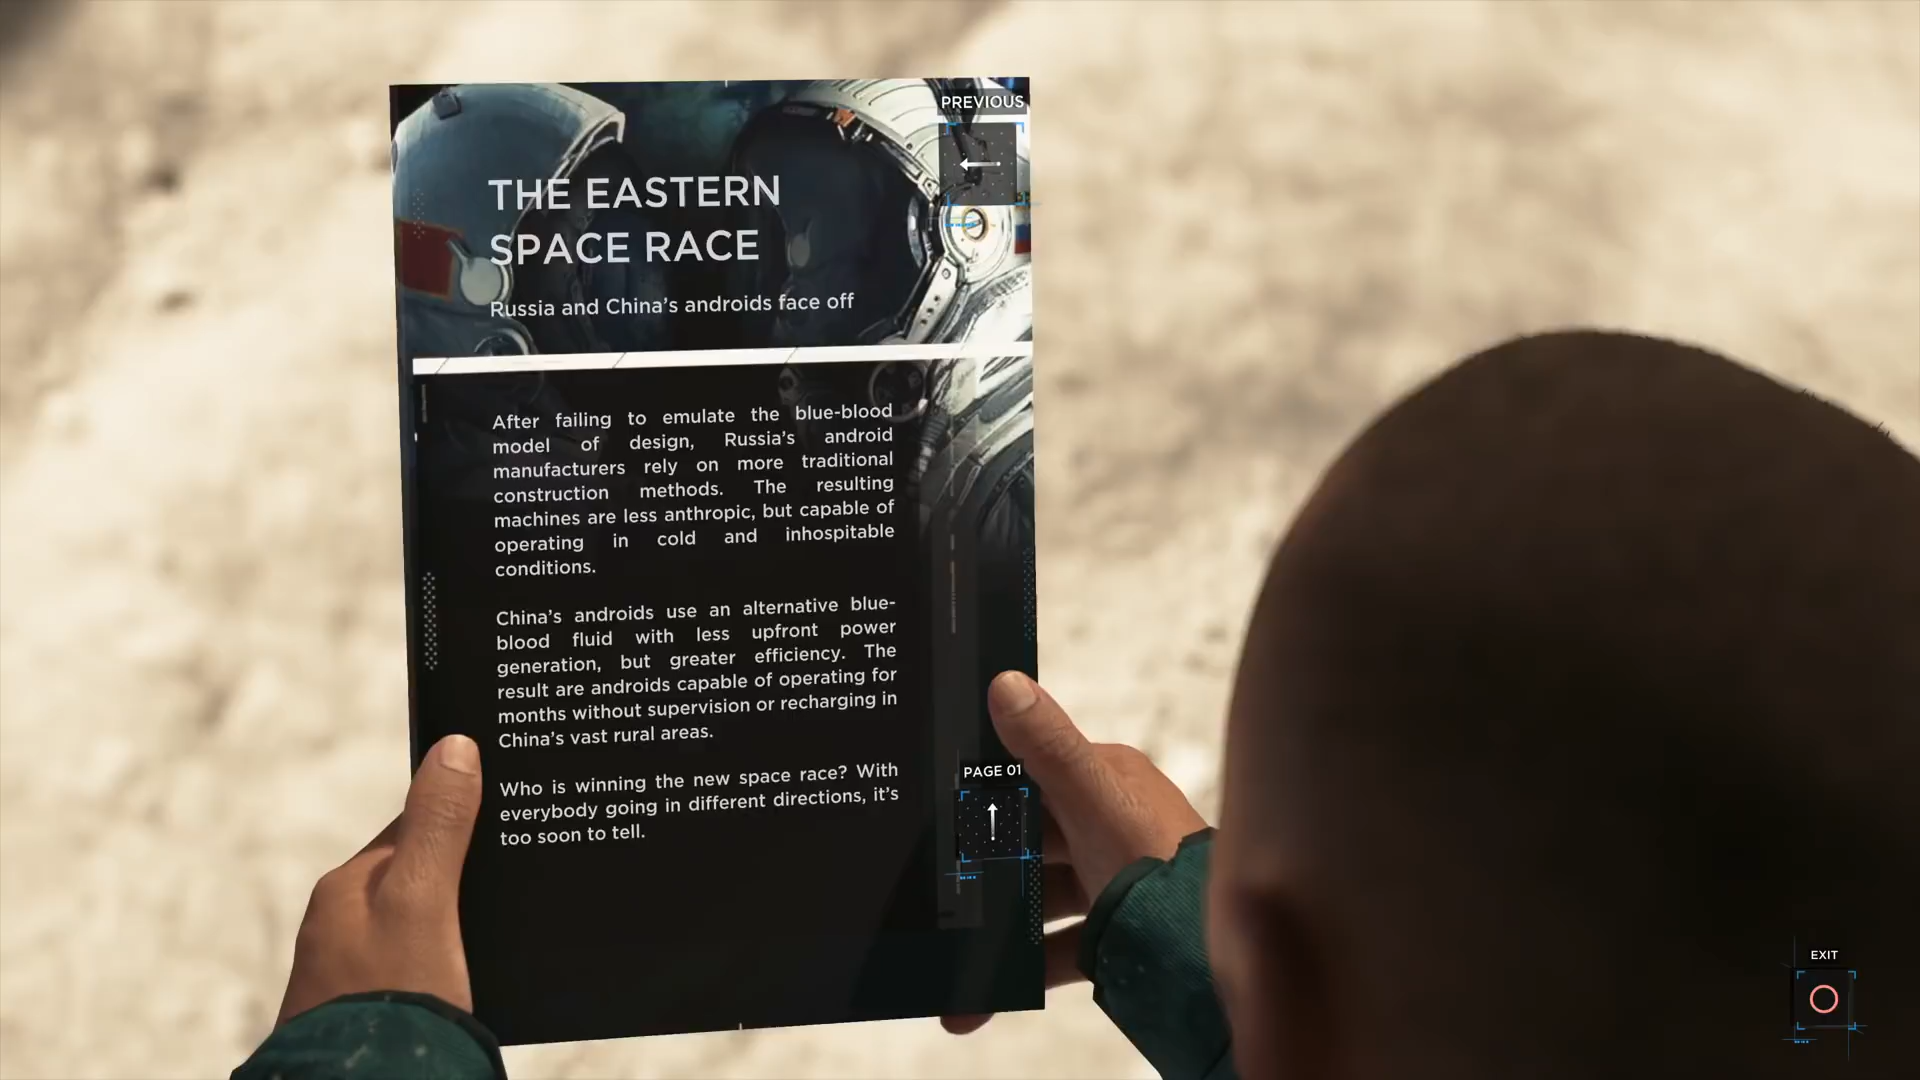 PREVIOUS
THE EASTERN
SPACE RACE
Russia and China's androids face off
After failing to emulate the blue-blood
model of design, Russia's android
manufacturers rely on more traditional
construction methods. The resulting
machines are less anthropic, but capable of
operating in cold and inhospitable
conditions.
China's androids use an alternative blue-
blood fluid with less upfront power
generation, but greater efficiency. The
result are androids capable of operating for
months without supervision or recharging in
China's vast rural areas.
Who is winning the new space race? With
everybody going in different directions, it's
too soon to tell.
PAGE 01
EXIT